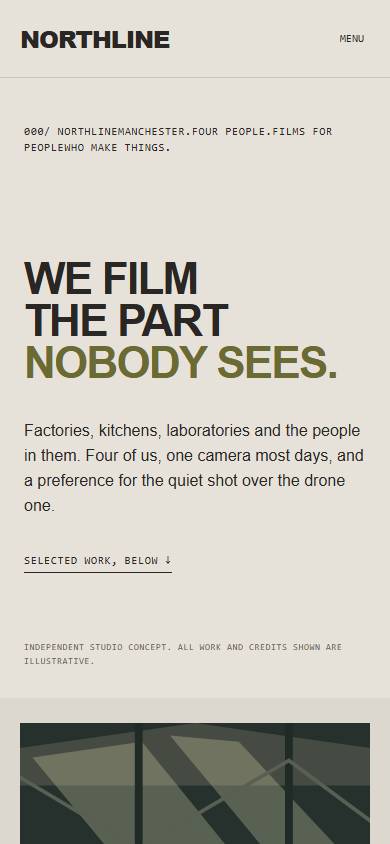 NORTHLINE
MENU
000/ NORTHLINEMANCHESTER.FOUR PEOPLE.FILMS FOR
PEOPLEWHO MAKE THINGS.
WE FILM
THE PART
NOBODY SEES.
Factories, kitchens, laboratories and the people
in them. Four of us, one camera most days, and
a preference for the quiet shot over the drone
one.
SELECTED WORK, BELOW ↓
INDEPENDENT STUDIO CONCEPT. ALL WORK AND CREDITS SHOWN ARE
ILLUSTRATIVE.